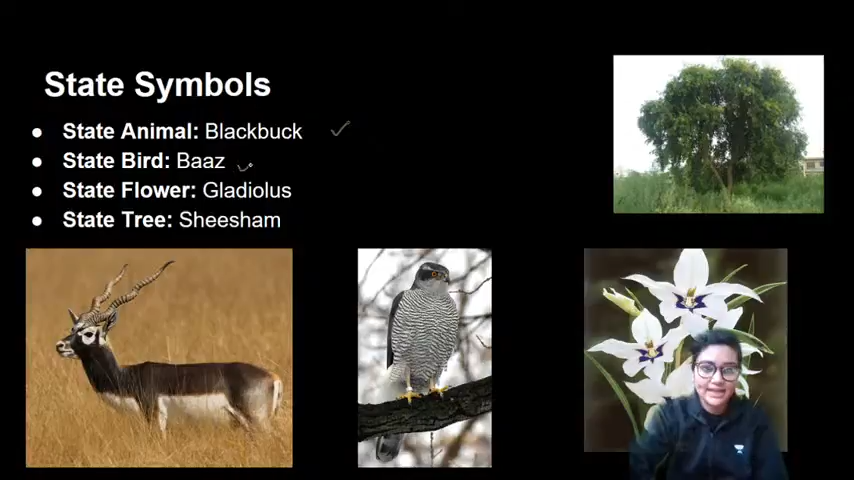 State Symbols
● State Animal: Blackbuck
● State Bird: Baaz
● State Flower: Gladiolus
● State Tree: Sheesham